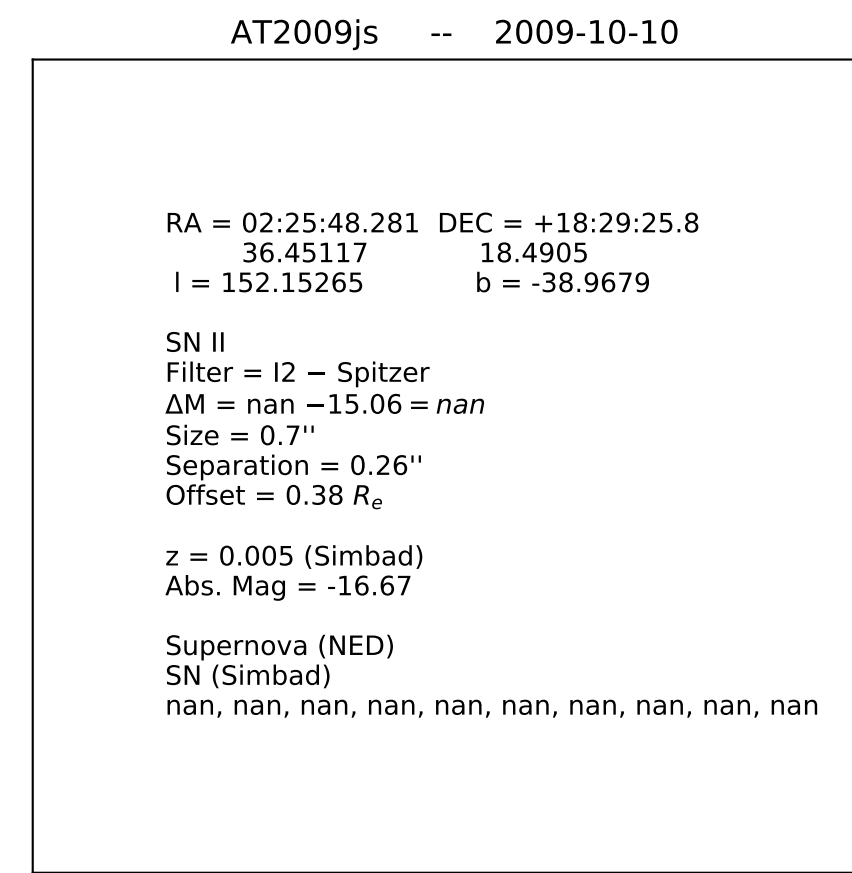 AT2009js -- 2009-10-10
RA = 02:25:48.281 DEC = +18:29:25.8
36.45117 18.4905
l = 152.15265 b = -38.9679
SN II
Filter = I2 − Spitzer
ΔM = nan −15.06 = nan
Size = 0.7''
Separation = 0.26''
Offset = 0.38 Re
z = 0.005 (Simbad)
Abs. Mag = -16.67
Supernova (NED)
SN (Simbad)
nan, nan, nan, nan, nan, nan, nan, nan, nan, nan